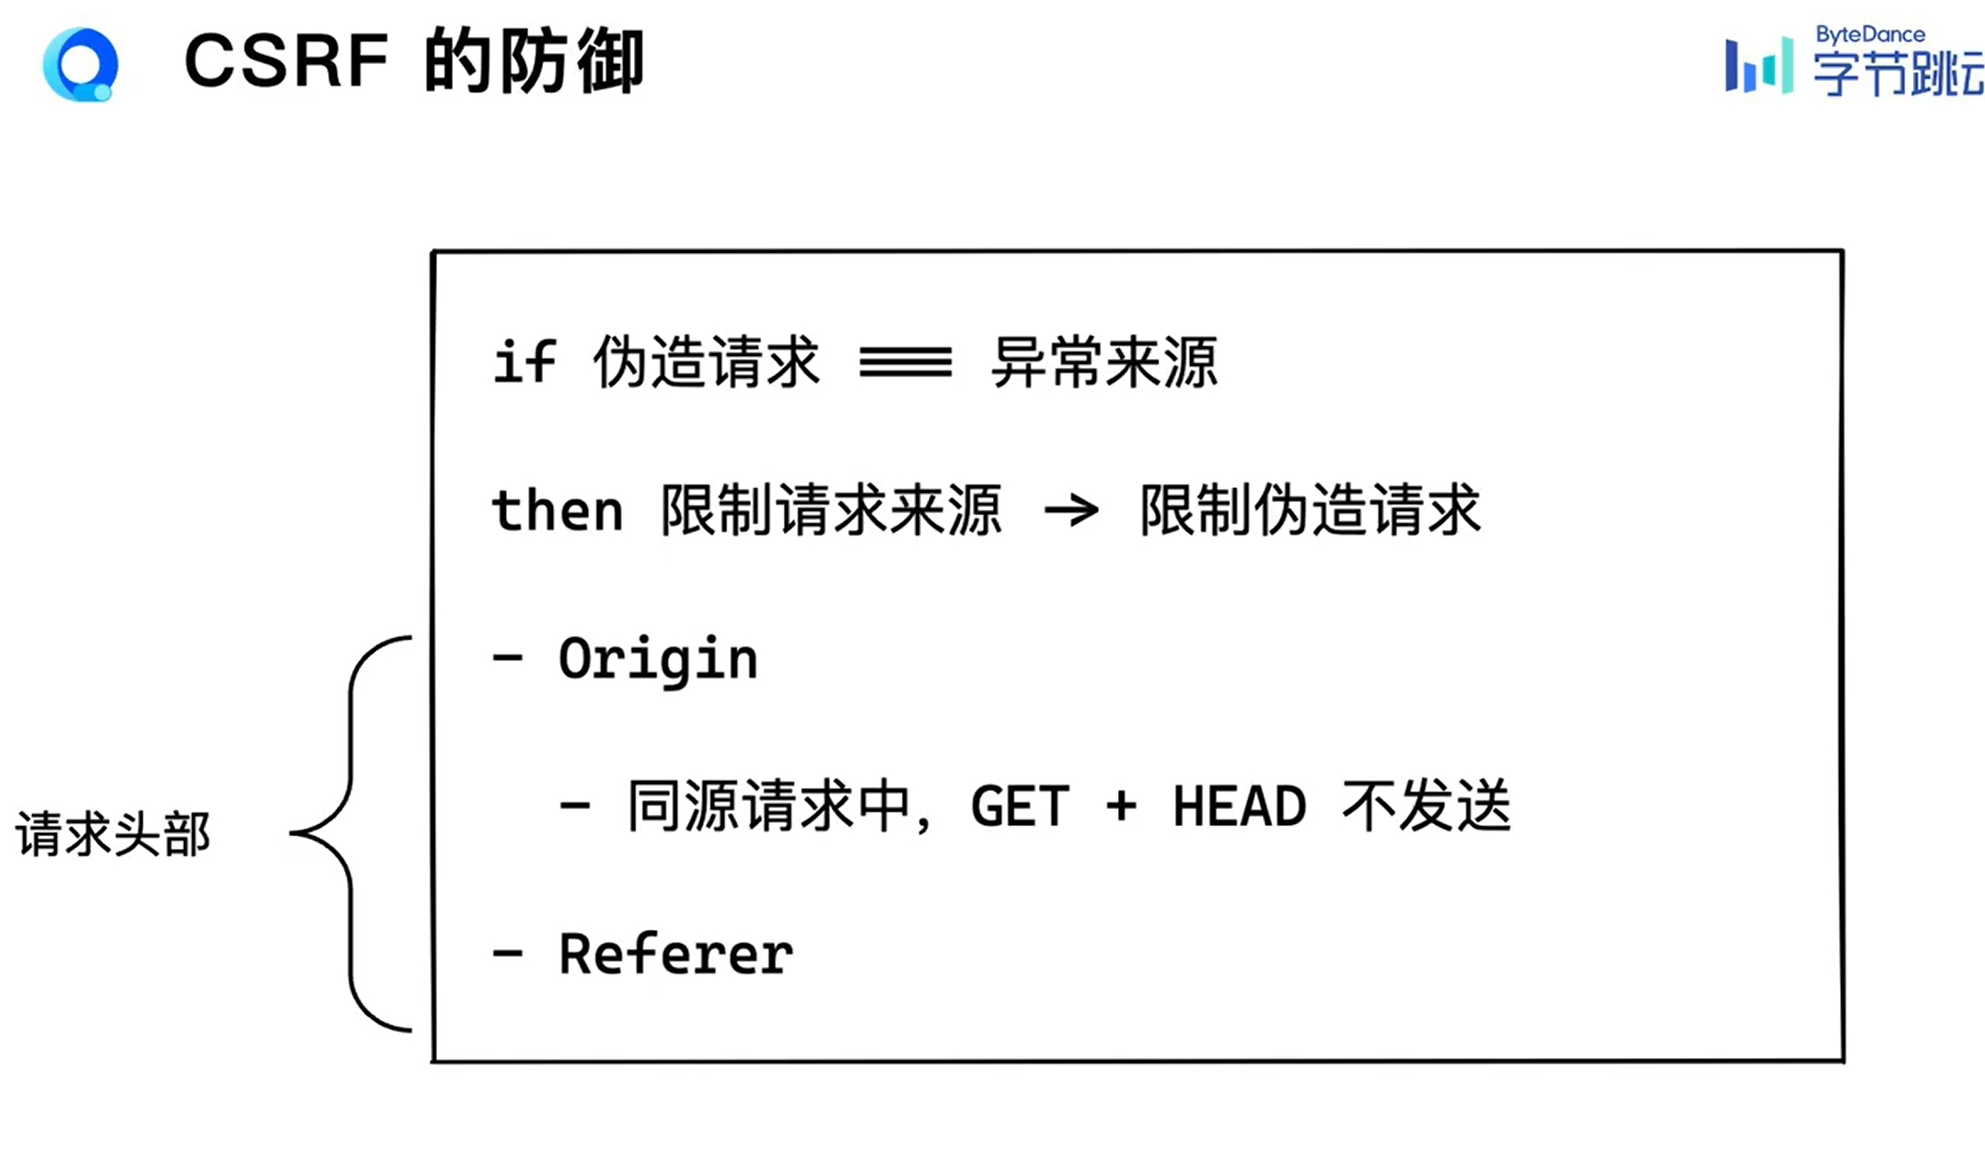 CSRF 的防御
ByteDance
字节跳动
if 伪造请求 === 异常来源
then 限制请求来源 -> 限制伪造请求
- Origin
- 同源请求中，GET + HEAD 不发送
请求头部
- Referer